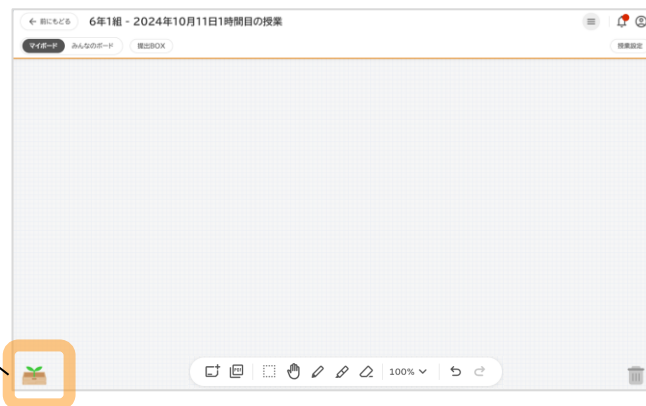 ← 前にもどる 6年1組 - 2024年10月11日1時間目の授業
マイボード みんなのボード 提出BOX 授業設定
PDF 100%